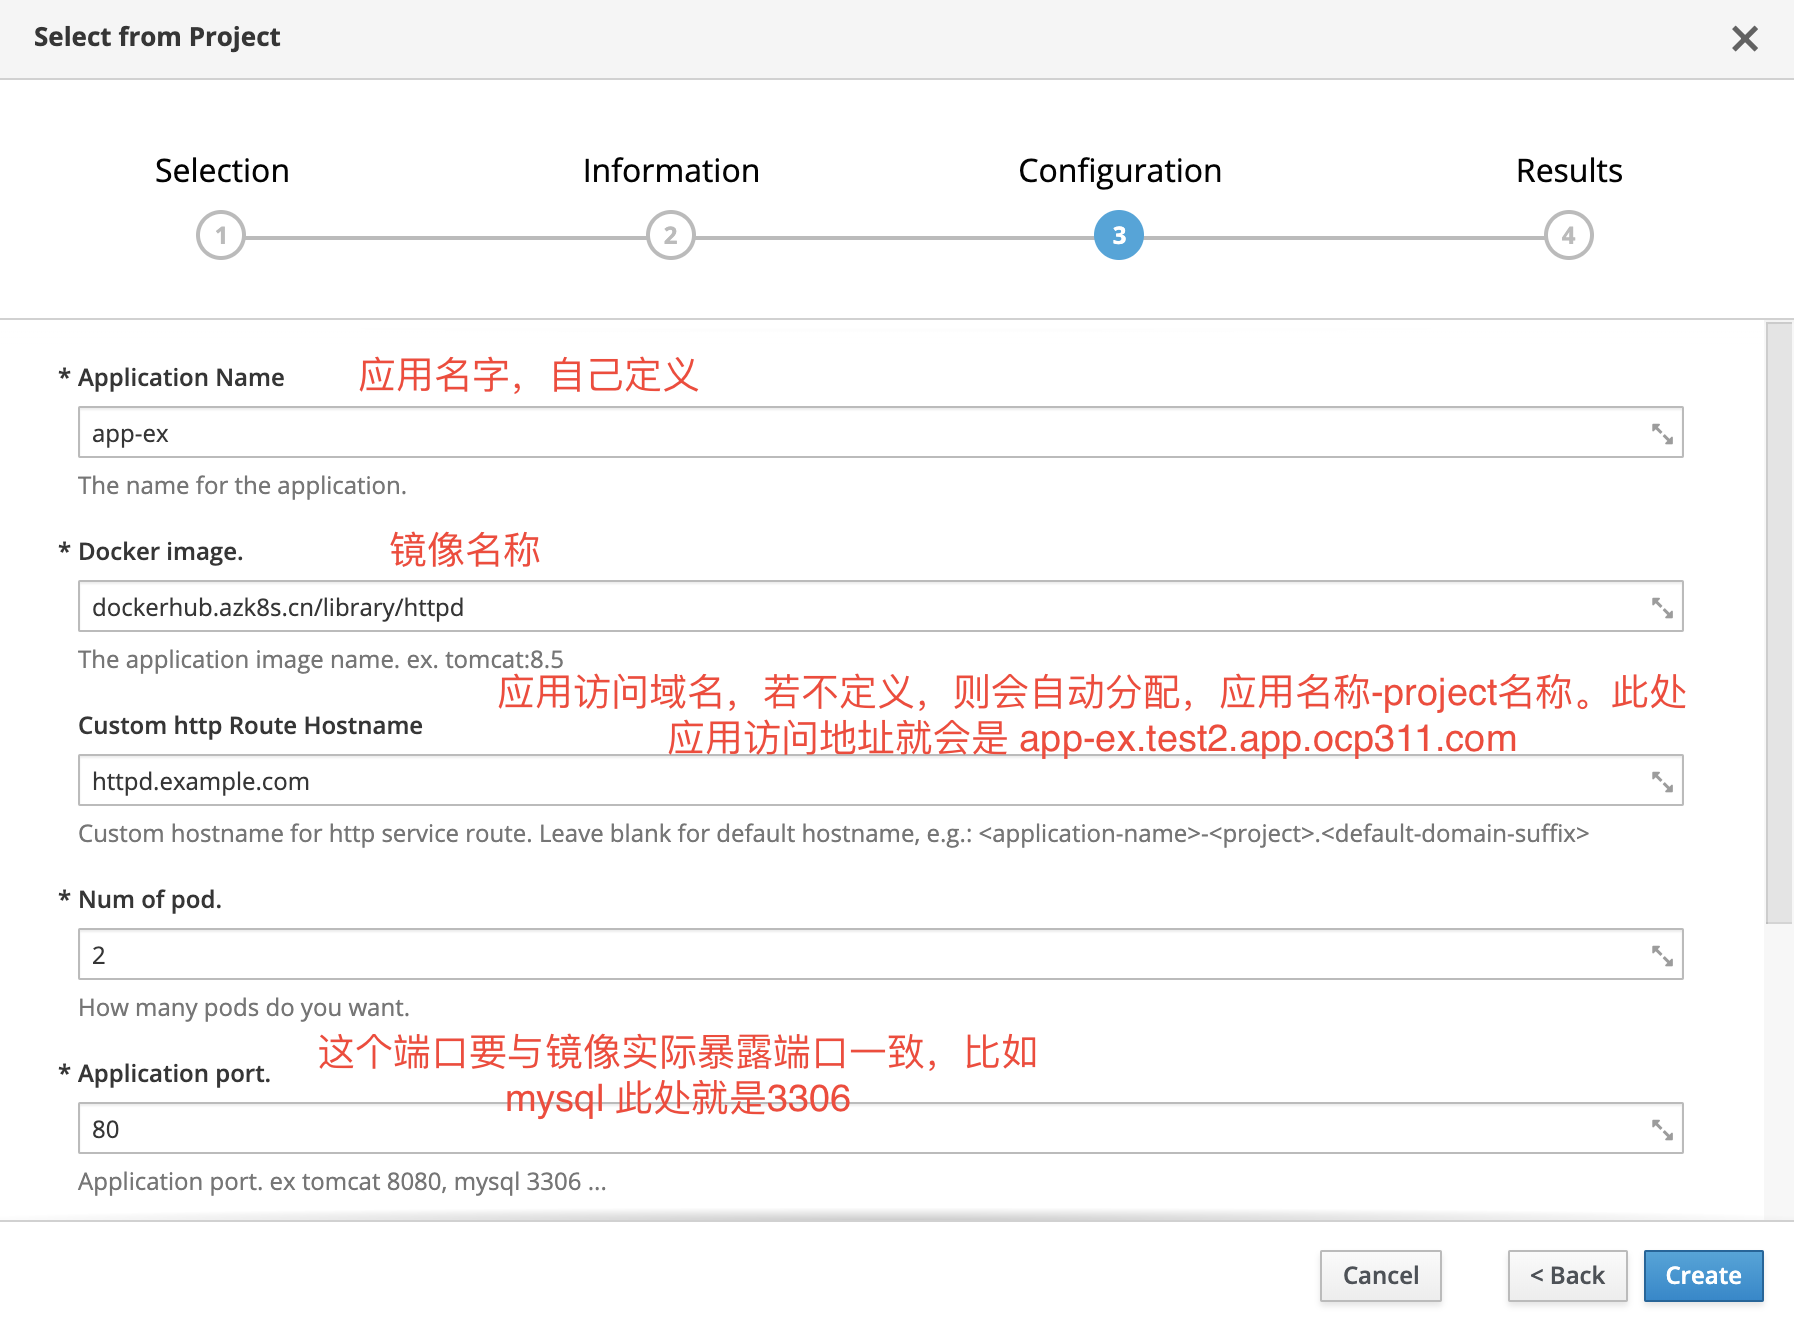 Select from Project
Selection
Information
Configuration
Results
1
2
3
4
* Application Name
应用名字，自己定义
app-ex
The name for the application.
* Docker image.
镜像名称
dockerhub.azk8s.cn/library/httpd
The application image name. ex. tomcat:8.5
应用访问域名，若不定义，则会自动分配，应用名称-project名称。此处
应用访问地址就会是 app-ex.test2.app.ocp311.com
Custom http Route Hostname
httpd.example.com
Custom hostname for http service route. Leave blank for default hostname, e.g.: <application-name>-<project>.<default-domain-suffix>
* Num of pod.
2
How many pods do you want.
这个端口要与镜像实际暴露端口一致，比如
mysql 此处就是3306
* Application port.
80
Application port. ex tomcat 8080, mysql 3306 ...
Cancel
< Back
Create